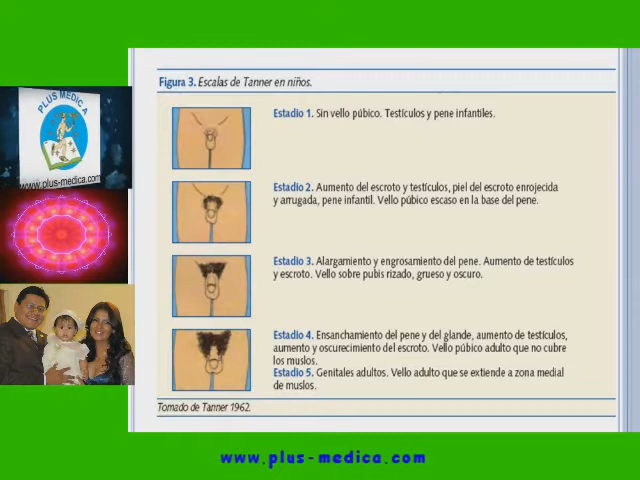 Figura 3. Escalas de Tanner en niños.
Estadio 1. Sin vello púbico. Testículos y pene infantiles.
Estadio 2. Aumento del escroto y testículos, piel del escroto enrojecida
y arrugada, pene infantil. Vello púbico escaso en la base del pene.
Estadio 3. Alargamiento y engrosamiento del pene. Aumento de testículos
y escroto. Vello sobre pubis rizado, grueso y oscuro.
Estadio 4. Ensanchamiento del pene y del glande, aumento de testículos,
aumento y oscurecimiento del escroto. Vello púbico adulto que no cubre
los muslos.
Estadio 5. Genitales adultos. Vello adulto que se extiende a zona medial
de muslos.
Tomado de Tanner 1962.
PLUS MEDICA
www.plus-medica.com
www.plus-medica.com